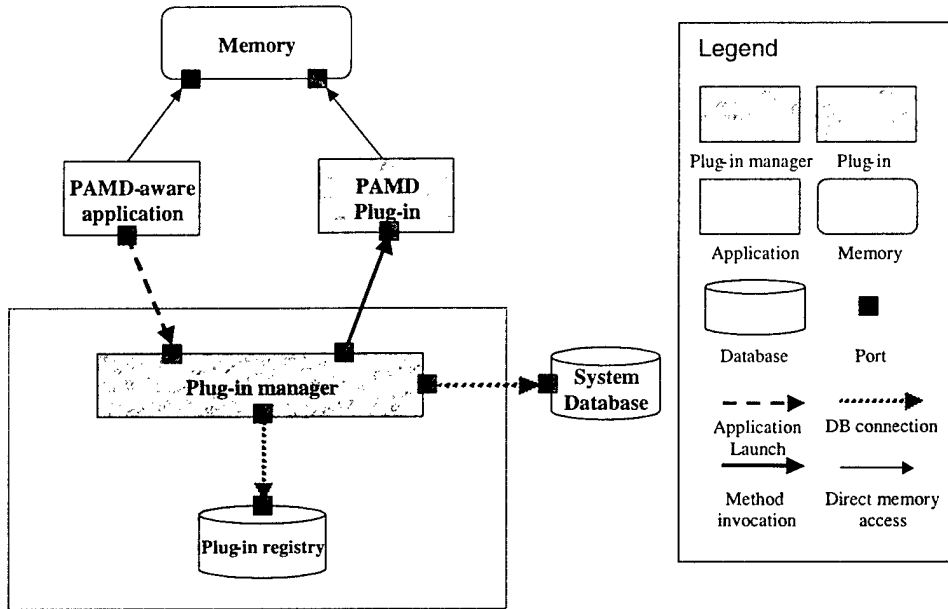 Memory
PAMD-aware
application
PAMD
Plug-in
Plug-in manager
System
Database
Plug-in registry
Legend
Plug-in manager
Plug-in
Application
Memory
Database
Port
Application
Launch
DB connection
Method
invocation
Direct memory
access